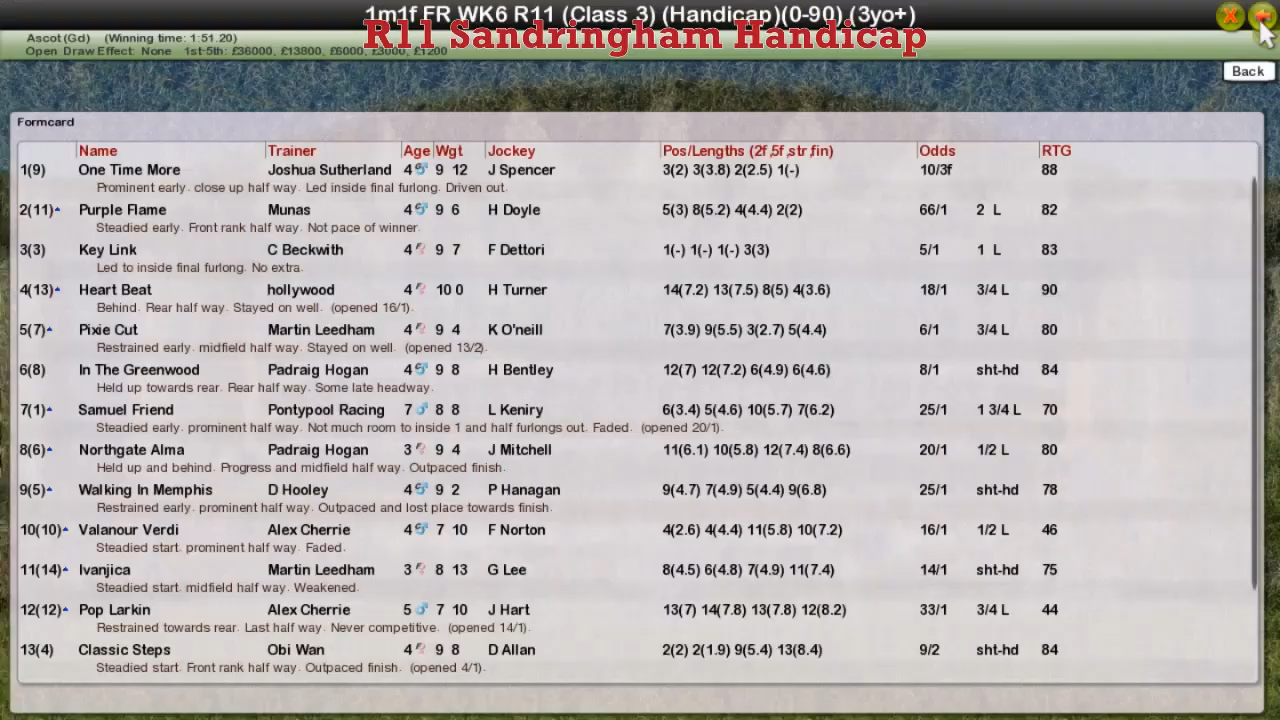 1m1f FR WK6 R11 (Class 3) (Handicap)(0-90) (3yo+)
R11 Sandringham Handicap
Ascot(Gd) (Winning time: 1:51.20)
Open Draw Effect: None 1st-5th: £36000, £13800, £6000, £3000, £1200
Back
Formcard
Name Trainer Age Wgt Jockey Pos/Lengths (2f,5f,str,fin) Odds RTG
1(9) One Time More Joshua Sutherland 4 9 12 J Spencer 3(2) 3(3.8) 2(2.5) 1(-) 10/3f 88
Prominent early. close up half way. Led inside final furlong. Driven out.
2(11) Purple Flame Munas 4 9 6 H Doyle 5(3) 8(5.2) 4(4.4) 2(2) 66/1 2 L 82
Steadied early. Front rank half way. Not pace of winner.
3(3) Key Link C Beckwith 4 9 7 F Dettori 1(-) 1(-) 1(-) 3(3) 5/1 1 L 83
Led to inside final furlong. No extra.
4(13) Heart Beat hollywood 4 10 0 H Turner 14(7.2) 13(7.5) 8(5) 4(3.6) 18/1 3/4 L 90
Behind. Rear half way. Stayed on well. (opened 16/1).
5(7) Pixie Cut Martin Leedham 4 9 4 K O'neill 7(3.9) 9(5.5) 3(2.7) 5(4.4) 6/1 3/4 L 80
Restrained early. midfield half way. Stayed on well. (opened 13/2).
6(8) In The Greenwood Padraig Hogan 4 9 8 H Bentley 12(7) 12(7.2) 6(4.9) 6(4.6) 8/1 sht-hd 84
Held up towards rear. Rear half way. Some late headway.
7(1) Samuel Friend Pontypool Racing 7 8 8 L Keniry 6(3.4) 5(4.6) 10(5.7) 7(6.2) 25/1 1 3/4 L 70
Steadied early. prominent half way. Not much room to inside 1 and half furlongs out. Faded. (opened 20/1).
8(6) Northgate Alma Padraig Hogan 3 9 4 J Mitchell 11(6.1) 10(5.8) 12(7.4) 8(6.6) 20/1 1/2 L 80
Held up and behind. Progress and midfield half way. Outpaced finish.
9(5) Walking In Memphis D Hooley 4 9 2 P Hanagan 9(4.7) 7(4.9) 5(4.4) 9(6.8) 25/1 sht-hd 78
Restrained early. prominent half way. Outpaced and lost place towards finish.
10(10) Valanour Verdi Alex Cherrie 4 7 10 F Norton 4(2.6) 4(4.4) 11(5.8) 10(7.2) 16/1 1/2 L 46
Steadied start. prominent half way. Faded.
11(14) Ivanjica Martin Leedham 3 8 13 G Lee 8(4.5) 6(4.8) 7(4.9) 11(7.4) 14/1 sht-hd 75
Steadied start. midfield half way. Weakened.
12(12) Pop Larkin Alex Cherrie 5 7 10 J Hart 13(7) 14(7.8) 13(7.8) 12(8.2) 33/1 3/4 L 44
Restrained towards rear. Last half way. Never competitive. (opened 14/1).
13(4) Classic Steps Obi Wan 4 9 8 D Allan 2(2) 2(1.9) 9(5.4) 13(8.4) 9/2 sht-hd 84
Steadied start. Front rank half way. Outpaced finish. (opened 4/1).